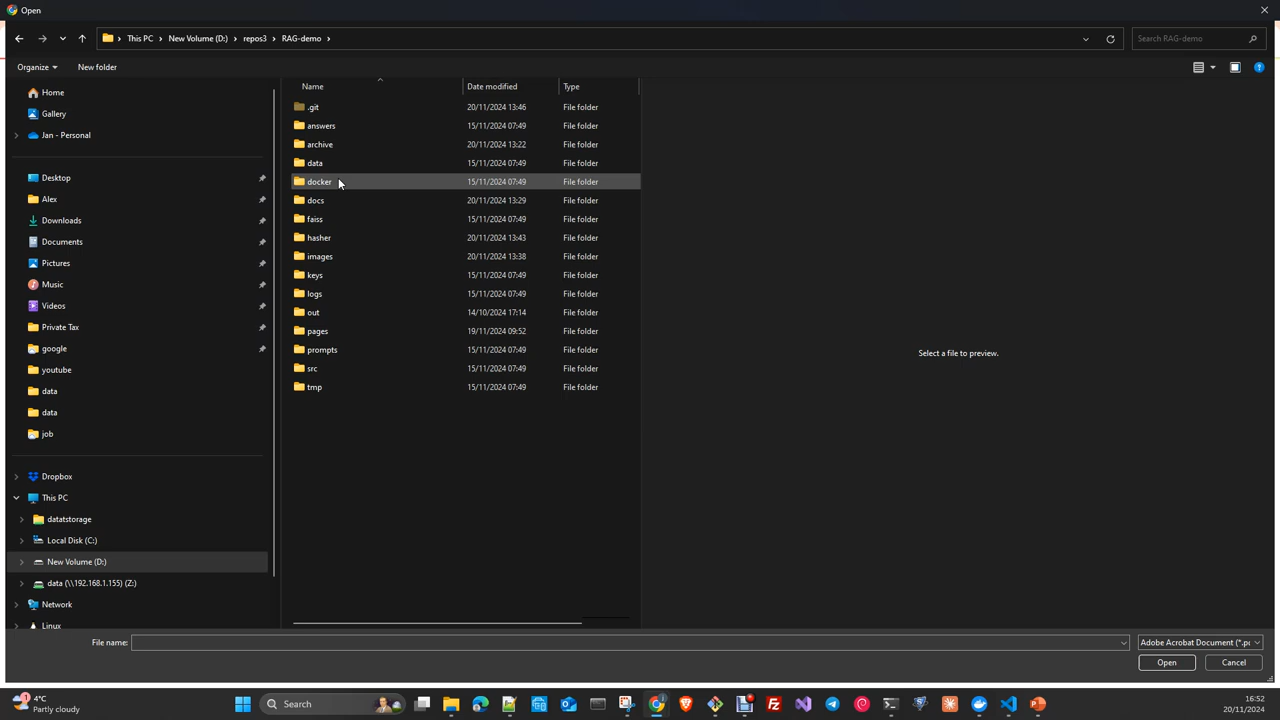 Open
This PC
New Volume (D:)
repos3
RAG-demo
Search RAG-demo
Organize
New folder
Home
Gallery
Jan - Personal
Desktop
Alex
Downloads
Documents
Pictures
Music
Videos
Private Tax
google
youtube
data
data
job
Dropbox
This PC
datatstorage
Local Disk (C:)
New Volume (D:)
data (\\192.168.1.155) (Z:)
Network
Linux
Name Date modified Type
.git 20/11/2024 13:46 File folder
answers 15/11/2024 07:49 File folder
archive 20/11/2024 13:22 File folder
data 15/11/2024 07:49 File folder
docker 15/11/2024 07:49 File folder
docs 20/11/2024 13:29 File folder
faiss 15/11/2024 07:49 File folder
hasher 20/11/2024 13:43 File folder
images 20/11/2024 13:38 File folder
keys 15/11/2024 07:49 File folder
logs 15/11/2024 07:49 File folder
out 14/10/2024 17:14 File folder
pages 19/11/2024 09:52 File folder
prompts 15/11/2024 07:49 File folder
src 15/11/2024 07:49 File folder
tmp 15/11/2024 07:49 File folder
Select a file to preview.
File name:
Adobe Acrobat Document (*.pc
Open
Cancel
4°C
Partly cloudy
Search
16:52
20/11/2024